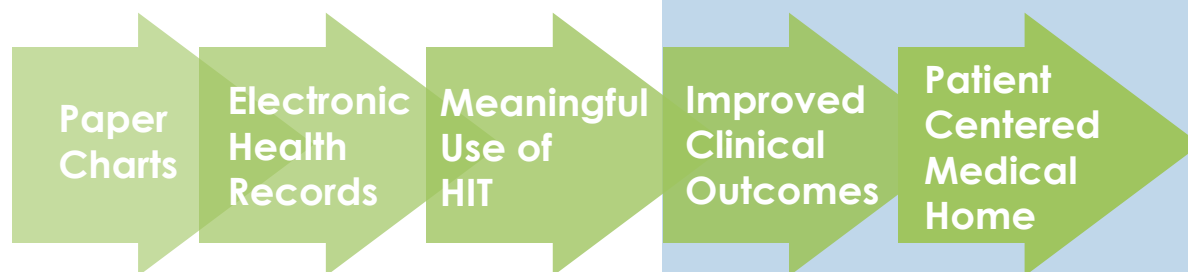 Paper
Charts
Electronic
Health
Records
Meaningful
Use of
HIT
Improved
Clinical
Outcomes
Patient
Centered
Medical
Home